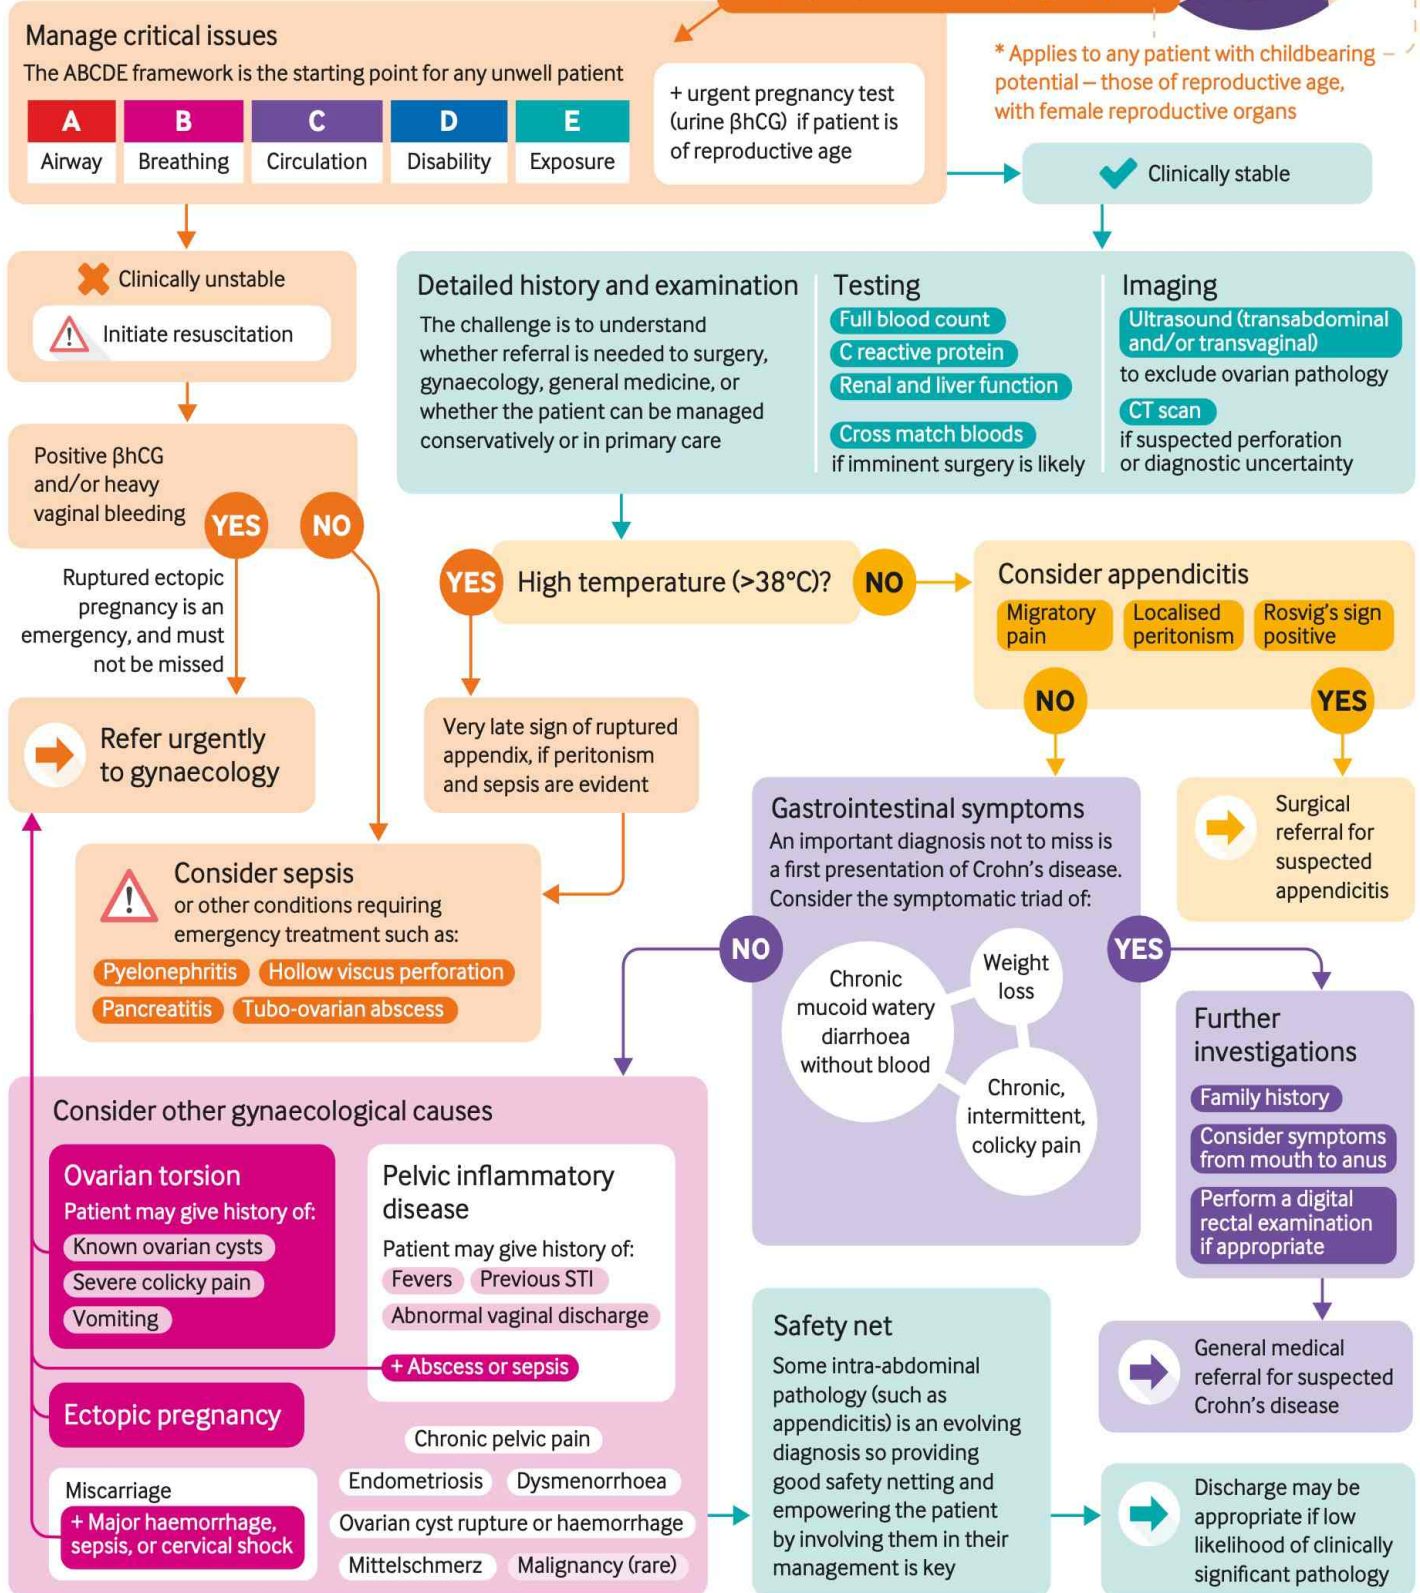 Manage critical issues
The ABCDE framework is the starting point for any unwell patient
A
B
C
D
E
Airway
Breathing
Circulation
Disability
Exposure
+ urgent pregnancy test
(urine βhCG) if patient is
of reproductive age
* Applies to any patient with childbearing
potential – those of reproductive age,
with female reproductive organs
Clinically stable
Clinically unstable
Initiate resuscitation
Positive βhCG
and/or heavy
vaginal bleeding
YES
NO
Ruptured ectopic
pregnancy is an
emergency, and must
not be missed
Refer urgently
to gynaecology
Detailed history and examination
The challenge is to understand
whether referral is needed to surgery,
gynaecology, general medicine, or
whether the patient can be managed
conservatively or in primary care
Testing
Full blood count
C reactive protein
Renal and liver function
Cross match bloods
if imminent surgery is likely
Imaging
Ultrasound (transabdominal
and/or transvaginal)
to exclude ovarian pathology
CT scan
if suspected perforation
or diagnostic uncertainty
YES
High temperature (>38°C)?
NO
Consider appendicitis
Migratory
pain
Localised
peritonism
Rosvig's sign
positive
NO
YES
Very late sign of ruptured
appendix, if peritonism
and sepsis are evident
Surgical
referral for
suspected
appendicitis
Consider sepsis
or other conditions requiring
emergency treatment such as:
Pyelonephritis
Hollow viscus perforation
Pancreatitis
Tubo-ovarian abscess
Gastrointestinal symptoms
An important diagnosis not to miss is
a first presentation of Crohn's disease.
Consider the symptomatic triad of:
NO
YES
Chronic
mucoid watery
diarrhoea
without blood
Weight
loss
Chronic,
intermittent,
colicky pain
Further
investigations
Family history
Consider symptoms
from mouth to anus
Perform a digital
rectal examination
if appropriate
General medical
referral for suspected
Crohn's disease
Consider other gynaecological causes
Ovarian torsion
Patient may give history of:
Known ovarian cysts
Severe colicky pain
Vomiting
Pelvic inflammatory
disease
Patient may give history of:
Fevers
Previous STI
Abnormal vaginal discharge
+ Abscess or sepsis
Ectopic pregnancy
Miscarriage
+ Major haemorrhage,
sepsis, or cervical shock
Chronic pelvic pain
Endometriosis
Dysmenorrhoea
Ovarian cyst rupture or haemorrhage
Mittelschmerz
Malignancy (rare)
Safety net
Some intra-abdominal
pathology (such as
appendicitis) is an evolving
diagnosis so providing
good safety netting and
empowering the patient
by involving them in their
management is key
Discharge may be
appropriate if low
likelihood of clinically
significant pathology